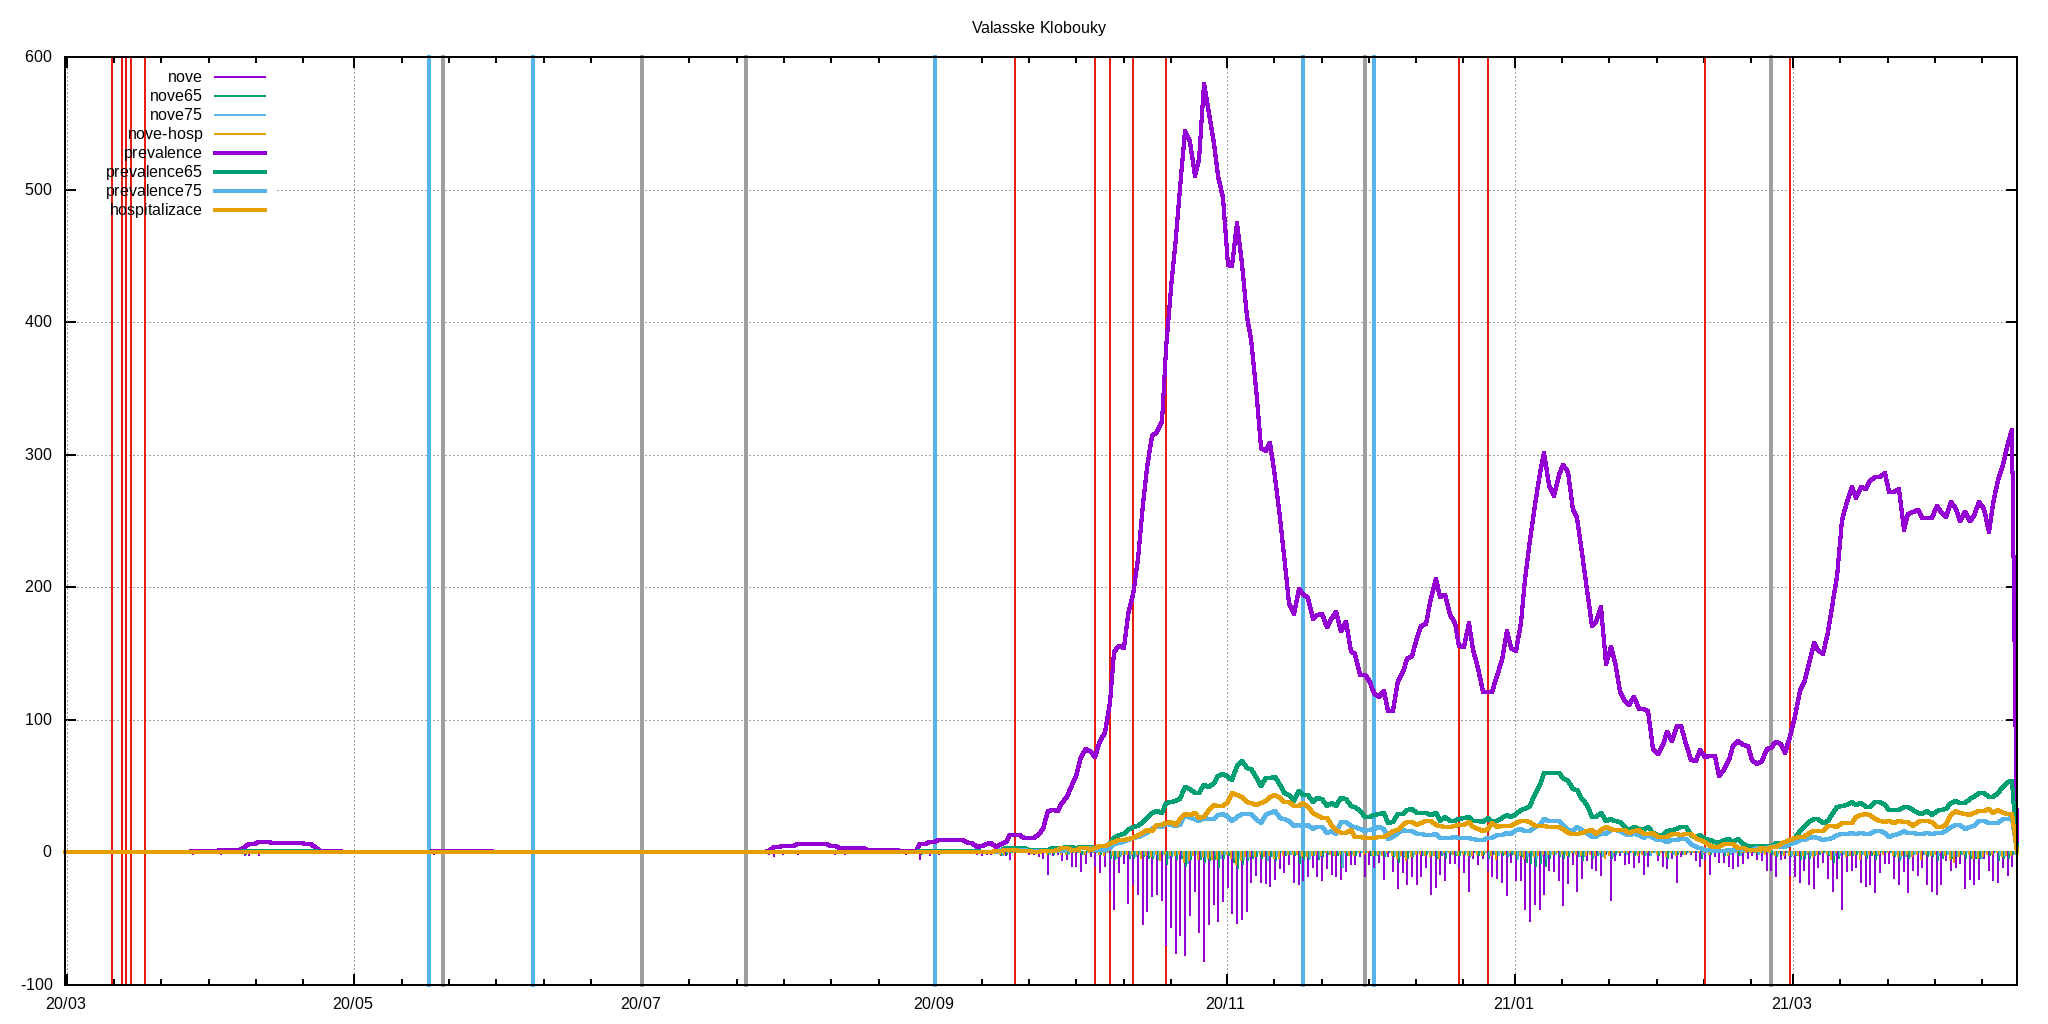 Valasske Klobouky
600
500
400
300
200
100
0
-100
nove
nove65
nove75
nove-hosp
prevalence
prevalence65
prevalence75
hospitalizace
20/03
20/05
20/07
20/09
20/11
21/01
21/03